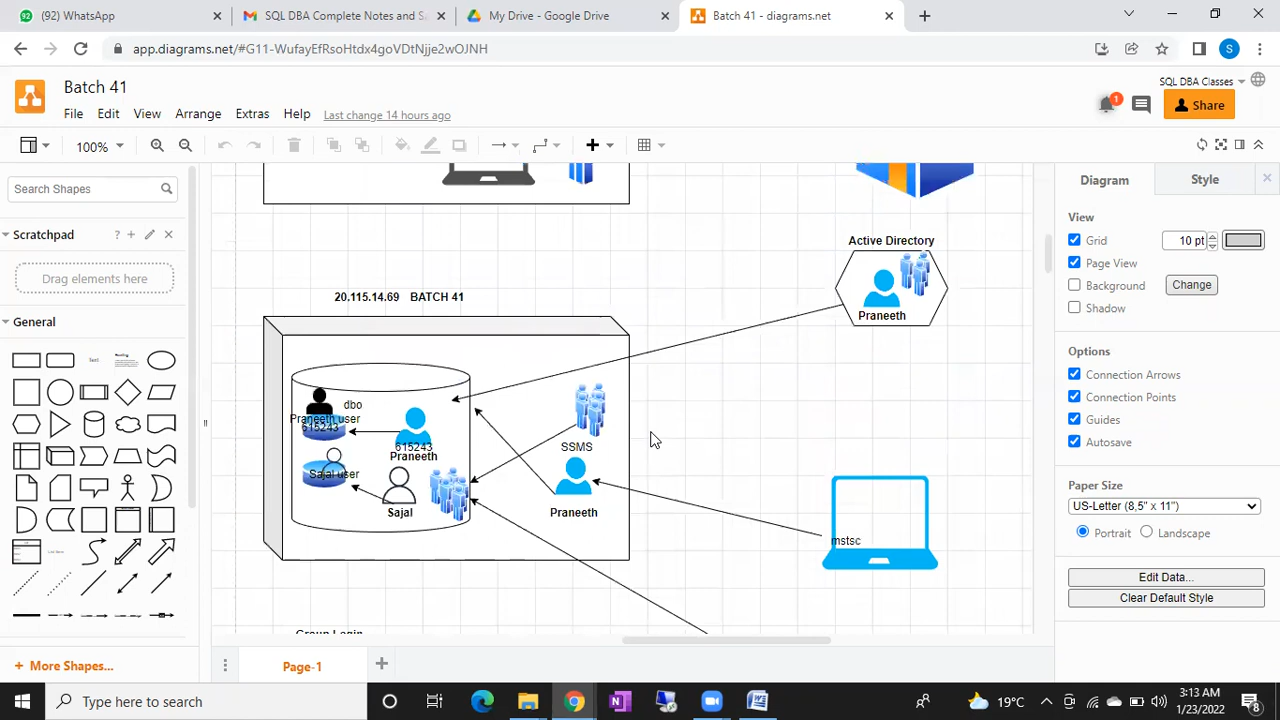 (92) WhatsApp
SQL DBA Complete Notes and Sa
My Drive - Google Drive
Batch 41 - diagrams.net
app.diagrams.net/#G11-WufayEfRsoHtdx4goVDtNjje2wOJNH
S
Batch 41
SQL DBA Classes
File Edit View Arrange Extras Help Last change 14 hours ago
1
Share
100%
Search Shapes
Diagram
Style
Scratchpad
?
Drag elements here
General
Text
Heading
View
Grid
10 pt
Page View
Background
Change
Shadow
Options
Connection Arrows
Connection Points
Guides
Autosave
Paper Size
US-Letter (8,5" x 11")
Portrait
Landscape
Edit Data...
Clear Default Style
Active Directory
Praneeth
20.115.14.69 BATCH 41
dbo
Praneeth user
615243
615243
Praneeth
Sajal user
Sajal
SSMS
Praneeth
mstsc
Group Login
More Shapes...
Page-1
Type here to search
19°C
3:13 AM
1/23/2022
8